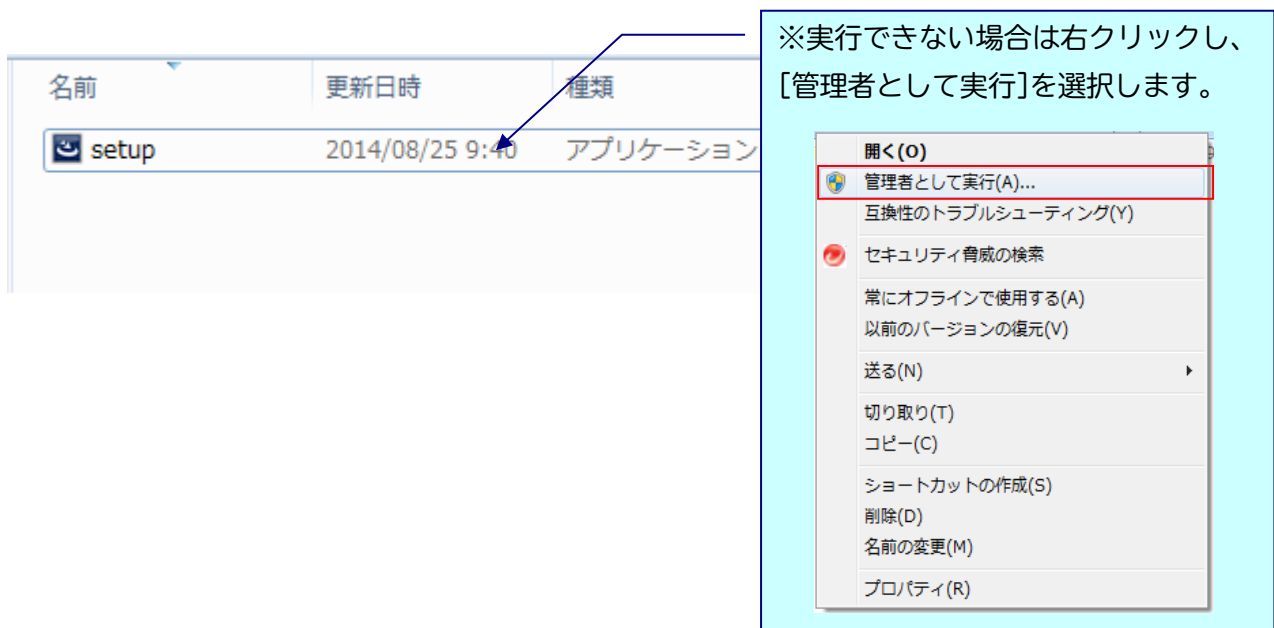 ※実行できない場合は右クリックし、
[管理者として実行]を選択します。
名前 更新日時 種類
setup 2014/08/25 9:40 アプリケーション
開く(O)
管理者として実行(A)...
互換性のトラブルシューティング(Y)
セキュリティ脅威の検索
常にオフラインで使用する(A)
以前のバージョンの復元(V)
送る(N)
切り取り(T)
コピー(C)
ショートカットの作成(S)
削除(D)
名前の変更(M)
プロパティ(R)